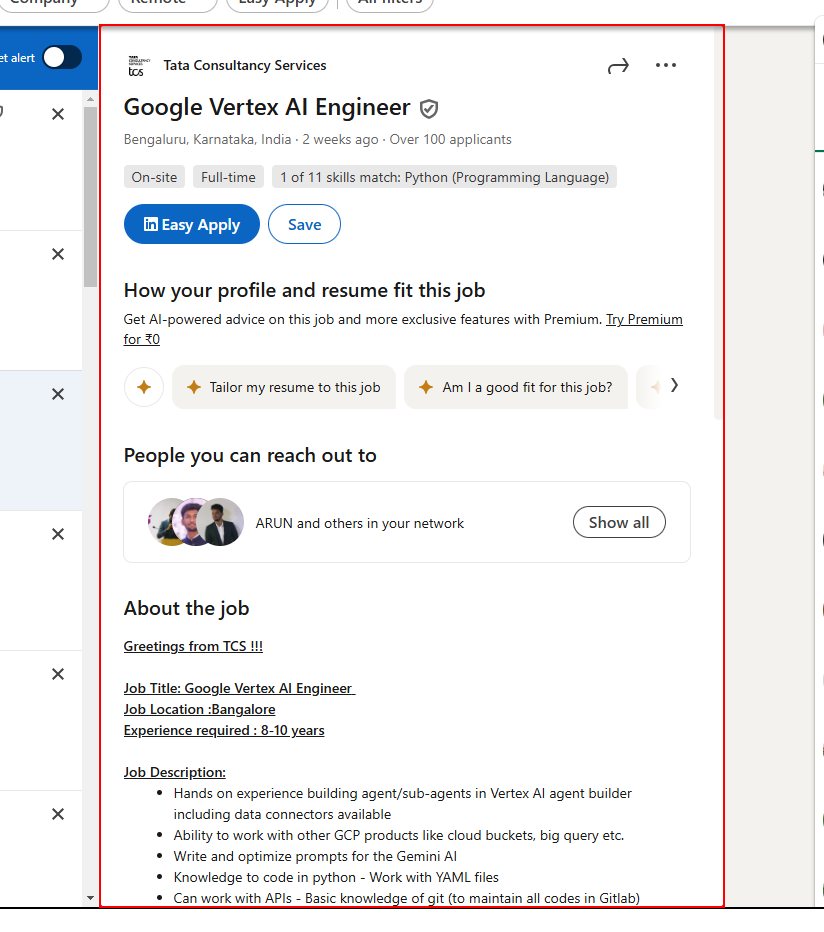 Company
Remote
Easy Apply
All filters
et alert
TATA
CONSULTANCY
SERVICES
tcs
Tata Consultancy Services
Google Vertex AI Engineer
Bengaluru, Karnataka, India · 2 weeks ago · Over 100 applicants
On-site
Full-time
1 of 11 skills match: Python (Programming Language)
in Easy Apply
Save
How your profile and resume fit this job
Get AI-powered advice on this job and more exclusive features with Premium. Try Premium
for ₹0
Tailor my resume to this job
Am I a good fit for this job?
People you can reach out to
ARUN and others in your network
Show all
About the job
Greetings from TCS !!!
Job Title: Google Vertex AI Engineer
Job Location :Bangalore
Experience required : 8-10 years
Job Description:
• Hands on experience building agent/sub-agents in Vertex AI agent builder
including data connectors available
• Ability to work with other GCP products like cloud buckets, big query etc.
• Write and optimize prompts for the Gemini AI
• Knowledge to code in python - Work with YAML files
• Can work with APIs - Basic knowledge of git (to maintain all codes in Gitlab)